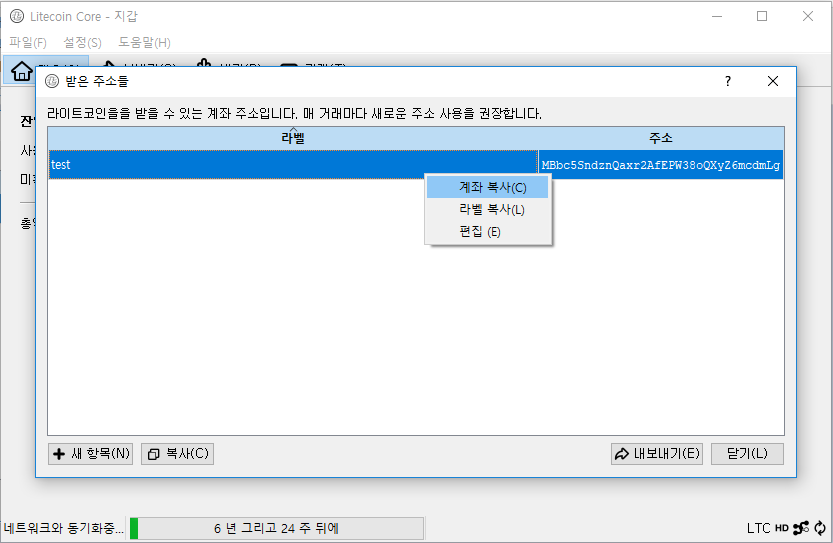 Litecoin Core - 지갑
파일(F) 설정(S) 도움말(H)
받은 주소들 ?
라이트코인을을 받을 수 있는 계좌 주소입니다. 매 거래마다 새로운 주소 사용을 권장합니다.
라벨 주소
test MBbc5SndznQaxr2AfEPW38oQXyZ6mcdmLg
계좌 복사(C)
라벨 복사(L)
편집 (E)
새 항목(N) 복사(C) 내보내기(E) 닫기(L)
네트워크와 동기화중... 6 년 그리고 24 주 뒤에 LTC HD